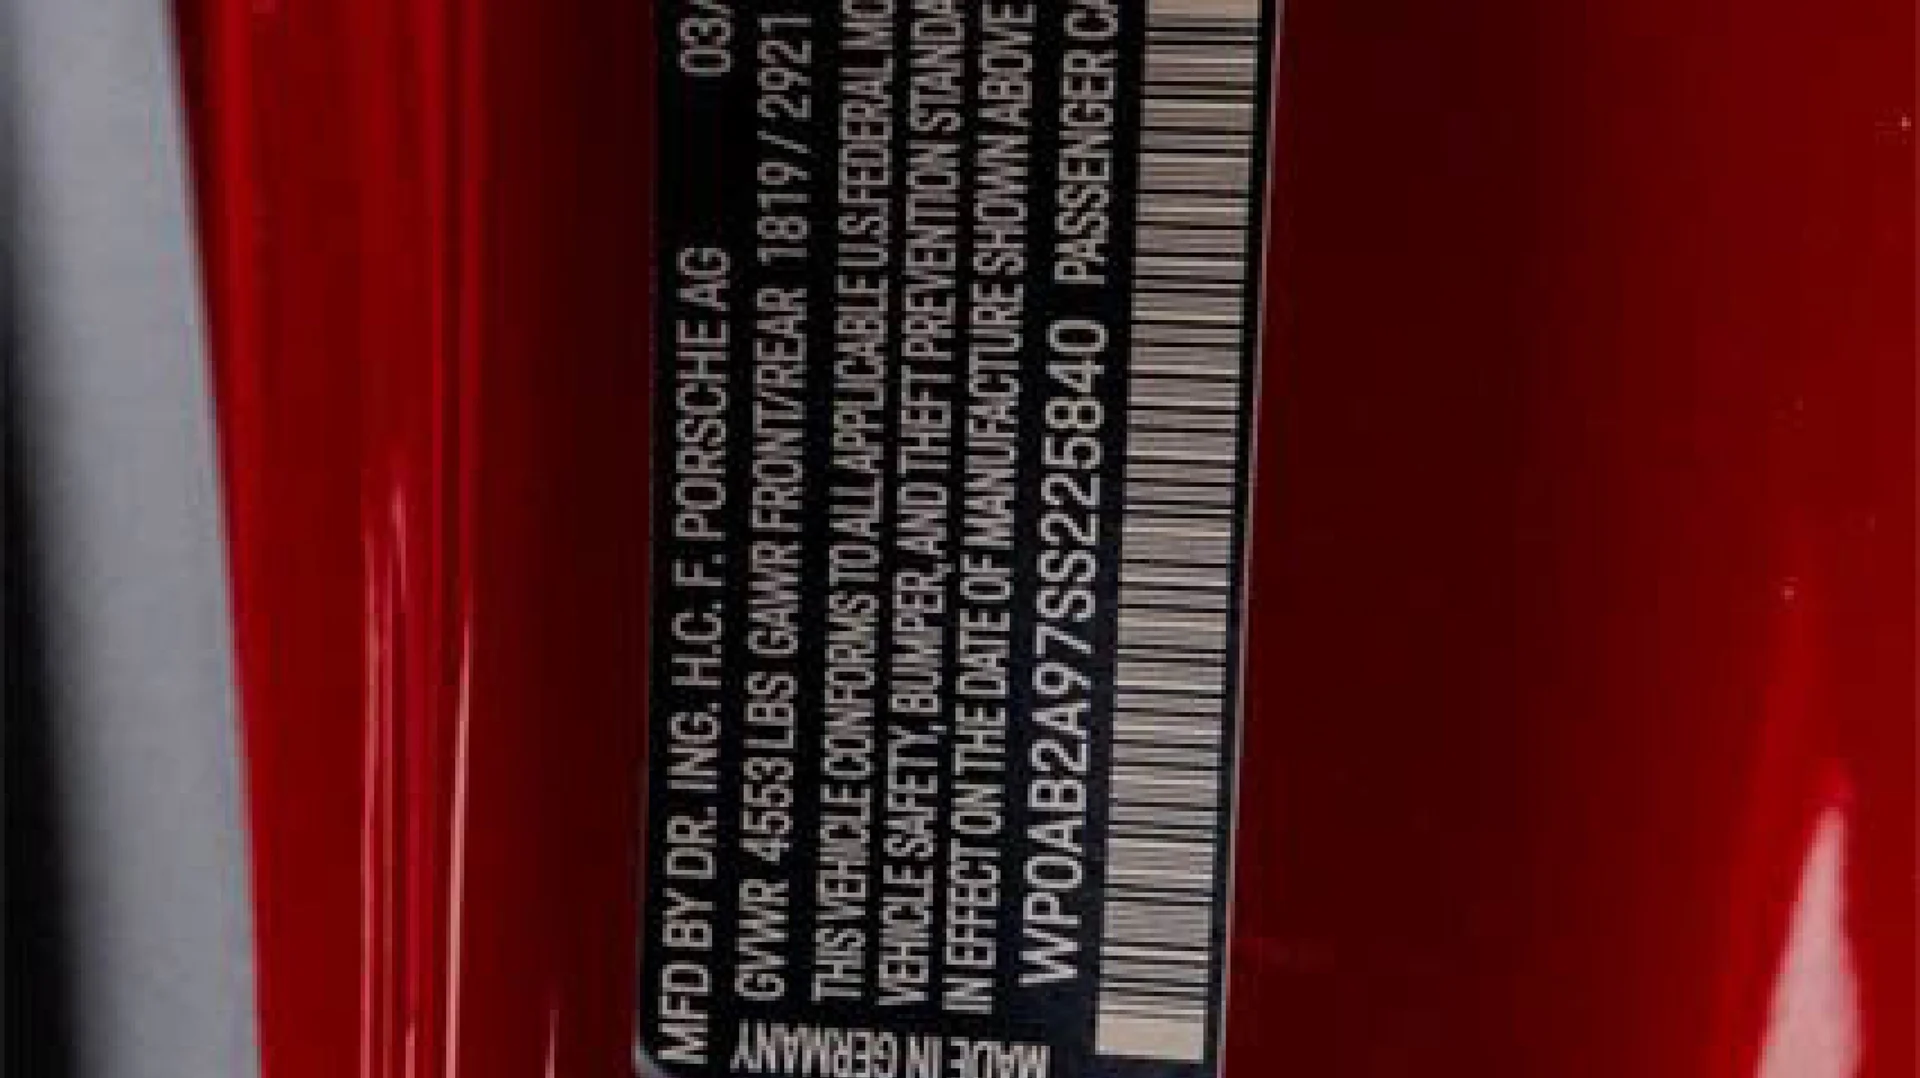 MFD BY DR. ING. H.C. F. PORSCHE AG 03/
GVWR 4553 LBS GAWR FRONT/REAR 1819 / 2921
THIS VEHICLE CONFORMS TO ALL APPLICABLE U.S. FEDERAL MO
VEHICLE SAFETY, BUMPER, AND THEFT PREVENTION STANDA
IN EFFECT ON THE DATE OF MANUFACTURE SHOWN ABOVE
WP0AB2A97SS225840 PASSENGER CA
MADE IN GERMANY